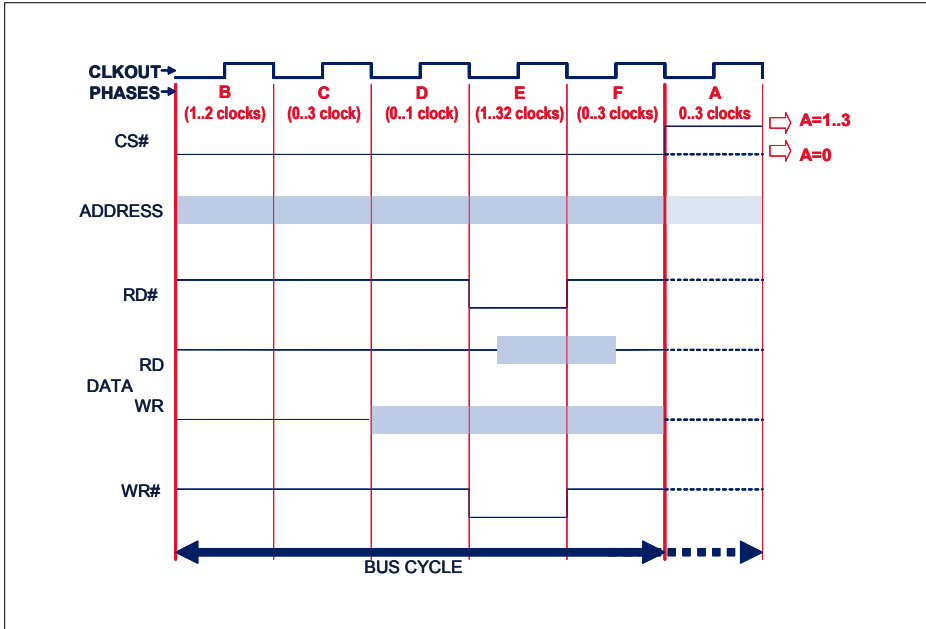 CLKOUT
PHASES
B C D E F A
(1..2 clocks) (0..3 clock) (0..1 clock) (1..32 clocks) (0..3 clocks) 0..3 clocks
A=1..3
CS#
A=0
ADDRESS
RD#
RD
DATA
WR
WR#
BUS CYCLE